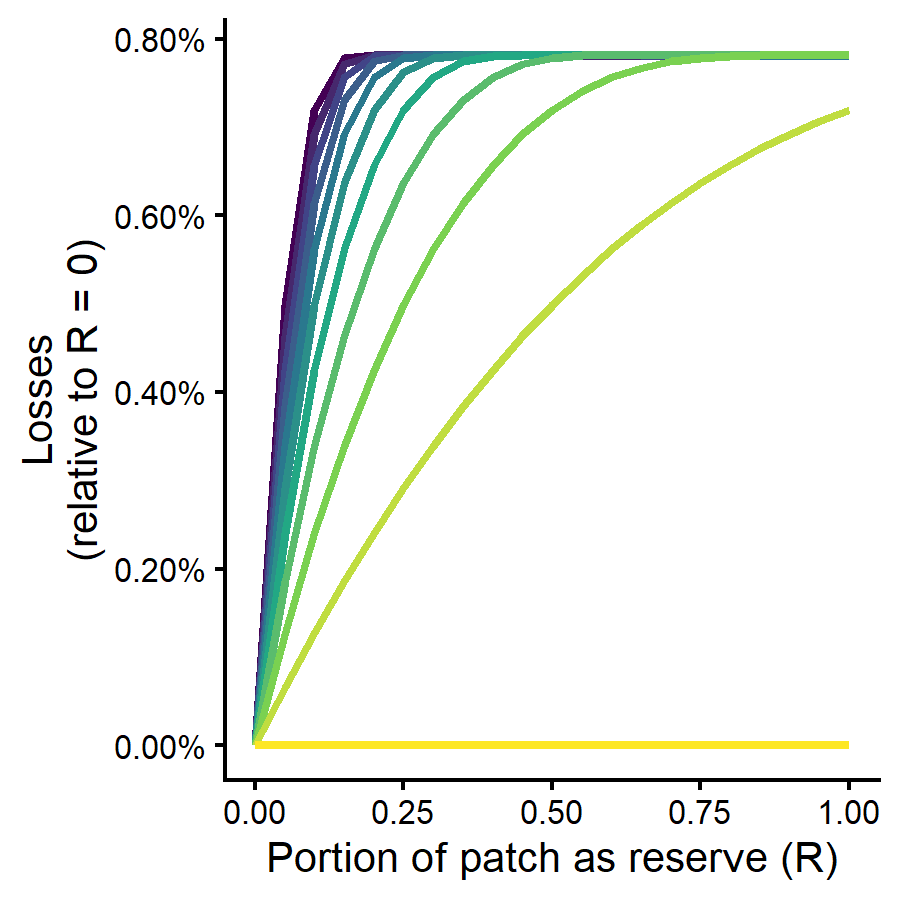 Losses
(relative to R = 0)
0.80%
0.60%
0.40%
0.20%
0.00%
0.00 0.25 0.50 0.75 1.00
Portion of patch as reserve (R)